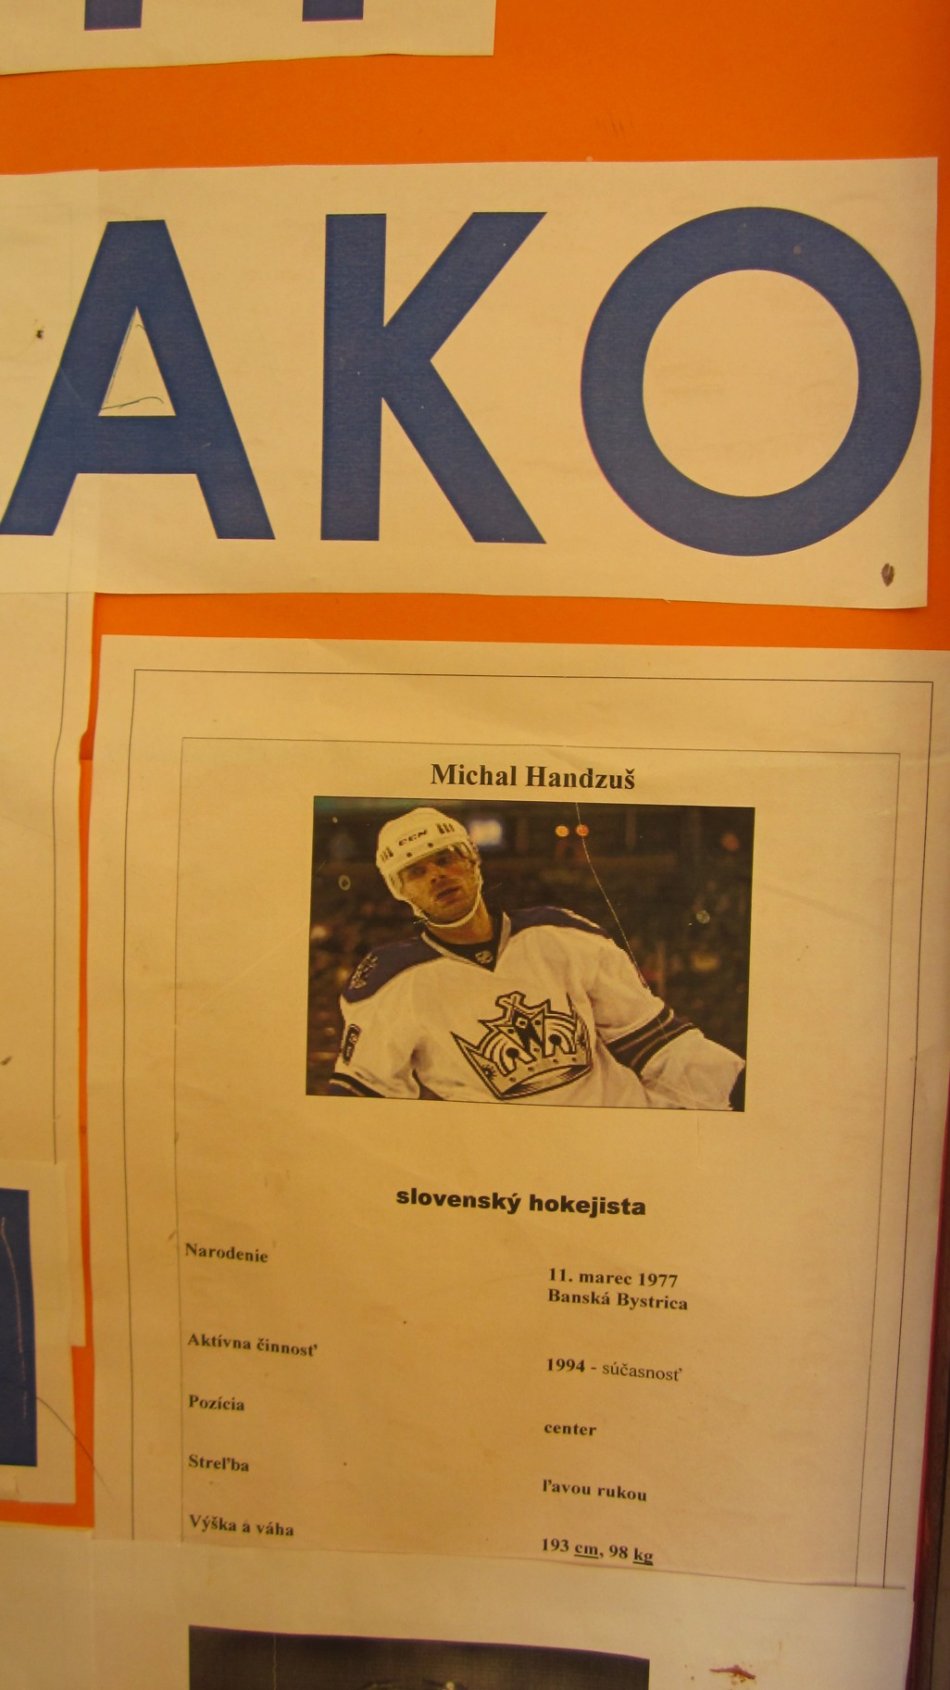 AKO
Michal Handzuš
CCM
slovenský hokejista
Narodenie
11. marec 1977
Banská Bystrica
Aktívna činnosť
1994 - súčasnosť
Pozícia
center
Streľba
ľavou rukou
Výška a váha
193 cm, 98 kg